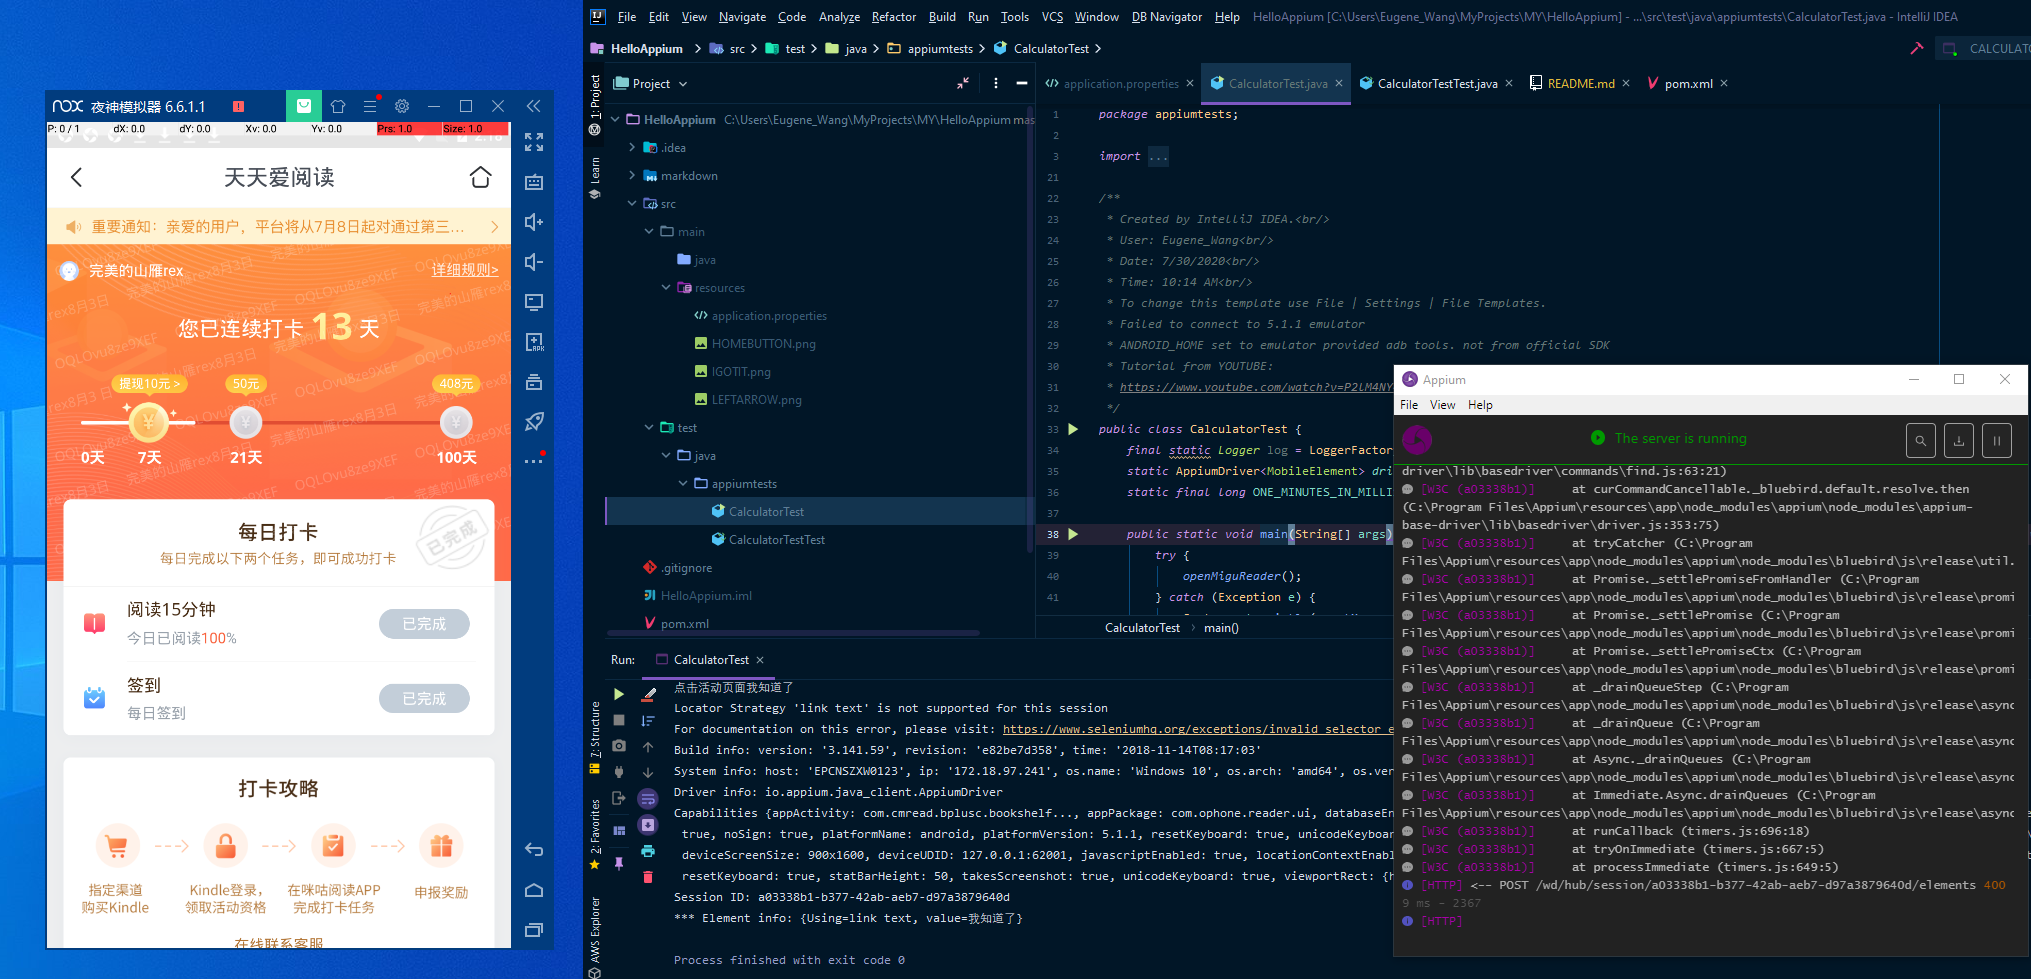 nox 夜神模拟器 6.6.1.1
P: 0 / 1 dX: 0.0 dY: 0.0 Xv: 0.0 Yv: 0.0 Prs: 1.0 Size: 1.0
天天爱阅读
重要通知：亲爱的用户，平台将从7月8日起对通过第三...
完美的山雁rex
详细规则>
您已连续打卡 13 天
提现10元 > 50元 408元
0天 7天 21天 100天
每日打卡
每日完成以下两个任务，即可成功打卡
已完成
阅读15分钟
今日已阅读100%
已完成
签到
每日签到
已完成
打卡攻略
指定渠道
购买Kindle
Kindle登录，
领取活动资格
在咪咕阅读APP
完成打卡任务
申报奖励
在线联系客服
File Edit View Navigate Code Analyze Refactor Build Run Tools VCS Window DB Navigator Help HelloAppium [C:\Users\Eugene_Wang\MyProjects\MY\HelloAppium] - ...\src\test\java\appiumtests\CalculatorTest.java - IntelliJ IDEA
HelloAppium src test java appiumtests CalculatorTest
CALCULATO
1: Project
Learn
7: Structure
2: Favorites
AWS Explorer
Project
HelloAppium C:\Users\Eugene_Wang\MyProjects\MY\HelloAppium mas
.idea
markdown
src
main
java
resources
application.properties
HOMEBUTTON.png
IGOTIT.png
LEFTARROW.png
test
java
appiumtests
CalculatorTest
CalculatorTestTest
.gitignore
HelloAppium.iml
pom.xml
application.properties CalculatorTest.java CalculatorTestTest.java README.md pom.xml
1 package appiumtests;
2
3 import ...
21
22 /**
23 * Created by IntelliJ IDEA.<br/>
24 * User: Eugene_Wang<br/>
25 * Date: 7/30/2020<br/>
26 * Time: 10:14 AM<br/>
27 * To change this template use File | Settings | File Templates.
28 * Failed to connect to 5.1.1 emulator
29 * ANDROID_HOME set to emulator provided adb tools. not from official SDK
30 * Tutorial from YOUTUBE:
31 * https://www.youtube.com/watch?v=P2lM4NY
32 */
33 public class CalculatorTest {
34 final static Logger log = LoggerFactor
35 static AppiumDriver<MobileElement> dri
36 static final long ONE_MINUTES_IN_MILLI
37
38 public static void main(String[] args)
39 try {
40 openMiguReader();
41 } catch (Exception e) {
CalculatorTest main()
Run: CalculatorTest
点击活动页面我知道了
Locator Strategy 'link text' is not supported for this session
For documentation on this error, please visit: https://www.seleniumhq.org/exceptions/invalid_selector_e
Build info: version: '3.141.59', revision: 'e82be7d358', time: '2018-11-14T08:17:03'
System info: host: 'EPCNSZXW0123', ip: '172.18.97.241', os.name: 'Windows 10', os.arch: 'amd64', os.ver
Driver info: io.appium.java_client.AppiumDriver
Capabilities {appActivity: com.cmread.bplusc.bookshelf..., appPackage: com.ophone.reader.ui, databaseEn
true, noSign: true, platformName: android, platformVersion: 5.1.1, resetKeyboard: true, unicodeKeyboar
deviceScreenSize: 900x1600, deviceUDID: 127.0.0.1:62001, javascriptEnabled: true, locationContextEnabl
resetKeyboard: true, statBarHeight: 50, takesScreenshot: true, unicodeKeyboard: true, viewportRect: {h
Session ID: a03338b1-b377-42ab-aeb7-d97a3879640d
*** Element info: {Using=link text, value=我知道了}
Process finished with exit code 0
Appium
File View Help
The server is running
driver\lib\basedriver\commands\find.js:63:21)
[W3C (a03338b1)] at curCommandCancellable._bluebird.default.resolve.then
(C:\Program Files\Appium\resources\app\node_modules\appium\node_modules\appium-
base-driver\lib\basedriver\driver.js:353:75)
[W3C (a03338b1)] at tryCatcher (C:\Program
Files\Appium\resources\app\node_modules\appium\node_modules\bluebird\js\release\util.
[W3C (a03338b1)] at Promise._settlePromiseFromHandler (C:\Program
Files\Appium\resources\app\node_modules\appium\node_modules\bluebird\js\release\promi
[W3C (a03338b1)] at Promise._settlePromise (C:\Program
Files\Appium\resources\app\node_modules\appium\node_modules\bluebird\js\release\promi
[W3C (a03338b1)] at Promise._settlePromiseCtx (C:\Program
Files\Appium\resources\app\node_modules\appium\node_modules\bluebird\js\release\promi
[W3C (a03338b1)] at _drainQueueStep (C:\Program
Files\Appium\resources\app\node_modules\appium\node_modules\bluebird\js\release\async
[W3C (a03338b1)] at _drainQueue (C:\Program
Files\Appium\resources\app\node_modules\appium\node_modules\bluebird\js\release\async
[W3C (a03338b1)] at Async._drainQueues (C:\Program
Files\Appium\resources\app\node_modules\appium\node_modules\bluebird\js\release\async
[W3C (a03338b1)] at Immediate.Async.drainQueues (C:\Program
Files\Appium\resources\app\node_modules\appium\node_modules\bluebird\js\release\async
[W3C (a03338b1)] at runCallback (timers.js:696:18)
[W3C (a03338b1)] at tryOnImmediate (timers.js:667:5)
[W3C (a03338b1)] at processImmediate (timers.js:649:5)
[HTTP] <-- POST /wd/hub/session/a03338b1-b377-42ab-aeb7-d97a3879640d/elements 400
9 ms - 2367
[HTTP]